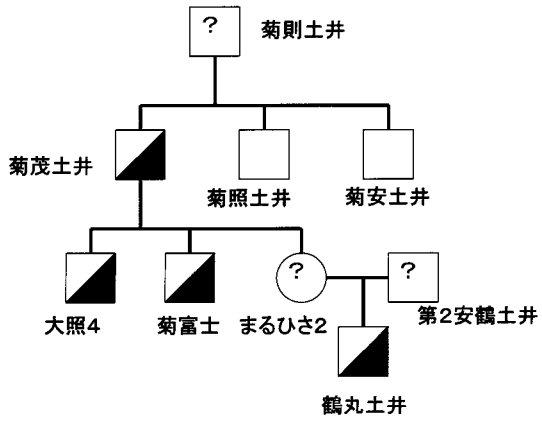 ? 菊則土井
菊茂土井
菊照土井
菊安土井
? ?
大照4
菊富士
まるひさ2
第2安鶴土井
鶴丸土井